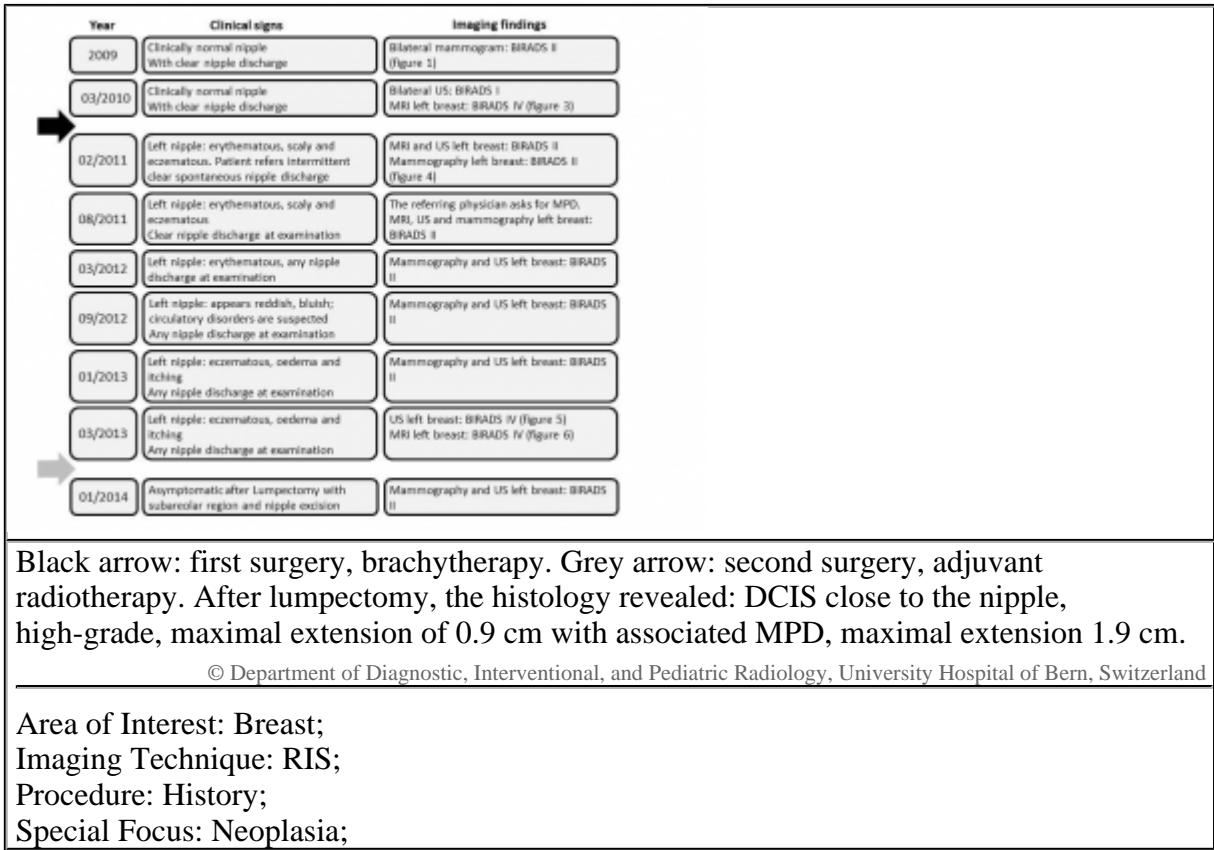 Year Clinical signs Imaging findings
2009
Clinically normal nipple
With clear nipple discharge
Bilateral mammogram: BIRADS II
(figure 1)
03/2010
Clinically normal nipple
With clear nipple discharge
Bilateral US: BIRADS I
MRI left breast: BIRADS IV (figure 3)
02/2011
Left nipple: erythematous, scaly and
eczematous. Patient refers intermittent
clear spontaneous nipple discharge
MRI and US left breast: BIRADS II
Mammography left breast: BIRADS II
(figure 4)
08/2011
Left nipple: erythematous, scaly and
eczematous
Clear nipple discharge at examination
The referring physician asks for MPD.
MRI, US and mammography left breast:
BIRADS II
03/2012
Left nipple: erythematous, any nipple
discharge at examination
Mammography and US left breast: BIRADS
II
09/2012
Left nipple: appears reddish, bluish;
circulatory disorders are suspected
Any nipple discharge at examination
Mammography and US left breast: BIRADS
II
01/2013
Left nipple: eczematous, oedema and
itching
Any nipple discharge at examination
Mammography and US left breast: BIRADS
II
03/2013
Left nipple: eczematous, oedema and
itching
Any nipple discharge at examination
US left breast: BIRADS IV (figure 5)
MRI left breast: BIRADS IV (figure 6)
01/2014
Asymptomatic after Lumpectomy with
subareolar region and nipple excision
Mammography and US left breast: BIRADS
II
Black arrow: first surgery, brachytherapy. Grey arrow: second surgery, adjuvant
radiotherapy. After lumpectomy, the histology revealed: DCIS close to the nipple,
high-grade, maximal extension of 0.9 cm with associated MPD, maximal extension 1.9 cm.
© Department of Diagnostic, Interventional, and Pediatric Radiology, University Hospital of Bern, Switzerland
Area of Interest: Breast;
Imaging Technique: RIS;
Procedure: History;
Special Focus: Neoplasia;